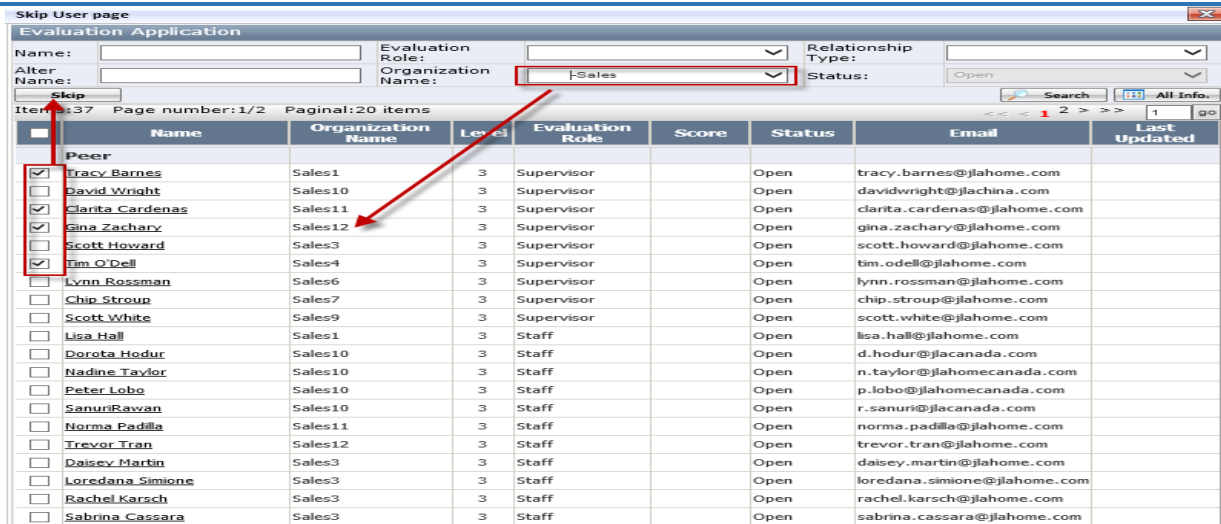 Skip User page
Evaluation Application
Name: Evaluation Role: Relationship Type:
Alter Name: Organization Name: |-Sales Status: Open
Skip Search All Info.
Items:37 Page number:1/2 Paginal:20 items << < 1 2 > >> 1 go
Name Organization Name Level Evaluation Role Score Status Email Last Updated
Peer
Tracy Barnes Sales1 3 Supervisor Open tracy.barnes@jlahome.com
David Wright Sales10 3 Supervisor Open davidwright@jlachina.com
Clarita Cardenas Sales11 3 Supervisor Open clarita.cardenas@jlahome.com
Gina Zachary Sales12 3 Supervisor Open gina.zachary@jlahome.com
Scott Howard Sales3 3 Supervisor Open scott.howard@jlahome.com
Tim O'Dell Sales4 3 Supervisor Open tim.odell@jlahome.com
Lynn Rossman Sales6 3 Supervisor Open lynn.rossman@jlahome.com
Chip Stroup Sales7 3 Supervisor Open chip.stroup@jlahome.com
Scott White Sales9 3 Supervisor Open scott.white@jlahome.com
Lisa Hall Sales1 3 Staff Open lisa.hall@jlahome.com
Dorota Hodur Sales10 3 Staff Open d.hodur@jlacanada.com
Nadine Taylor Sales10 3 Staff Open n.taylor@jlahomecanada.com
Peter Lobo Sales10 3 Staff Open p.lobo@jlahomecanada.com
SanuriRawan Sales10 3 Staff Open r.sanuri@jlacanada.com
Norma Padilla Sales11 3 Staff Open norma.padilla@jlahome.com
Trevor Tran Sales12 3 Staff Open trevor.tran@jlahome.com
Daisey Martin Sales3 3 Staff Open daisey.martin@jlahome.com
Loredana Simione Sales3 3 Staff Open loredana.simione@jlahome.com
Rachel Karsch Sales3 3 Staff Open rachel.karsch@jlahome.com
Sabrina Cassara Sales3 3 Staff Open sabrina.cassara@jlahome.com